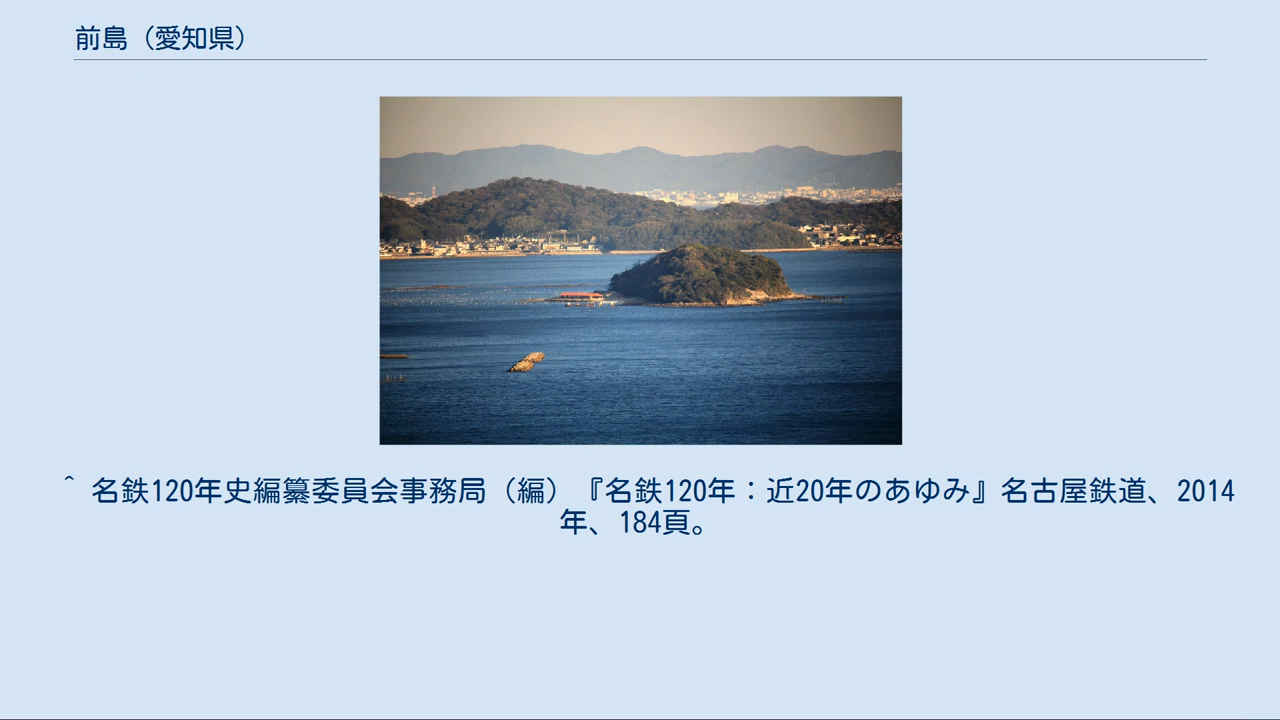 前島（愛知県）
^ 名鉄120年史編纂委員会事務局（編）『名鉄120年：近20年のあゆみ』名古屋鉄道、2014
年、184頁。